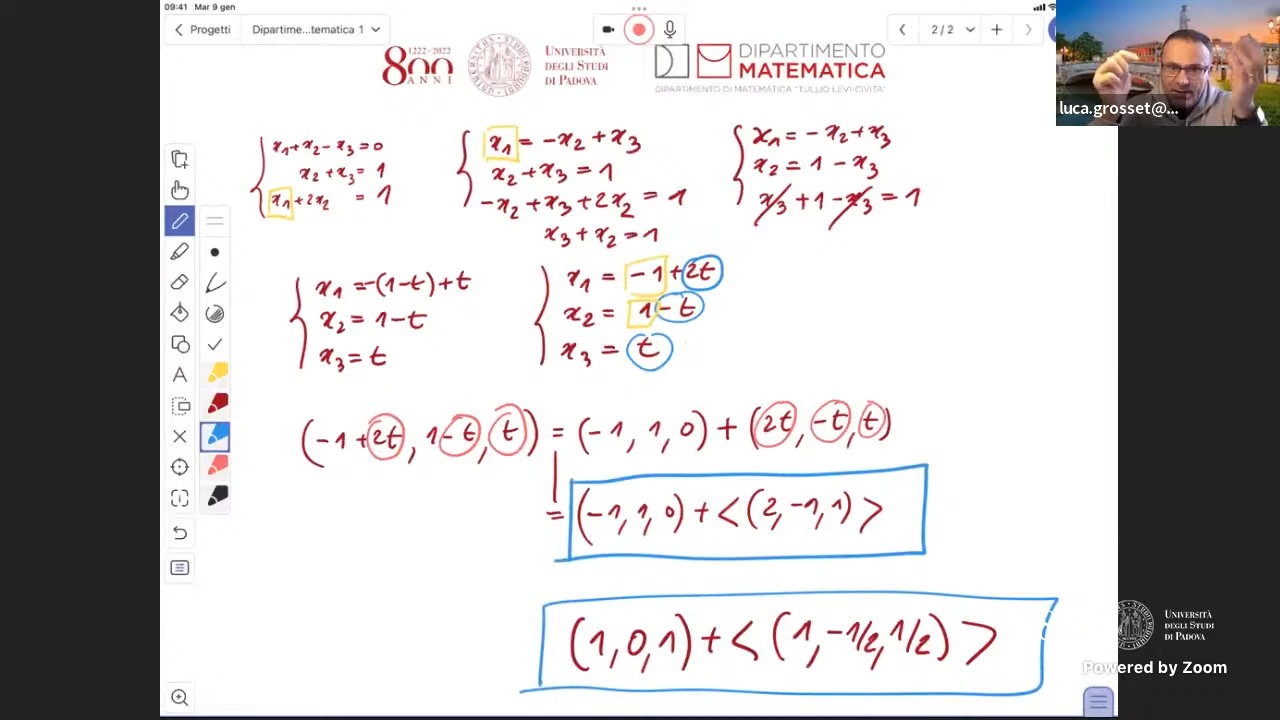 09:41 Mar 9 gen
Progetti
Dipartime...tematica 1
2/2
1222·2022
800
ANNI
UNIVERSITÀ
DEGLI STUDI
DI PADOVA
DIPARTIMENTO
MATEMATICA
DIPARTIMENTO DI MATEMATICA "TULLIO LEVI-CIVITA"
luca.grosset@...
x₁+x₂-x₃=0
x₂+x₃=1
x₁+2x₂ =1
x₁=-x₂+x₃
x₂+x₃=1
-x₂+x₃+2x₂=1
x₃+x₂=1
x₁=-x₂+x₃
x₂=1-x₃
x₃+1-x₃=1
x₁=-(1-t)+t
x₂=1-t
x₃=t
x₁=-1+2t
x₂=1-t
x₃=t
(-1+2t, 1-t, t)=(-1,1,0)+(2t,-t,t)
=(-1,1,0)+<(2,-1,1)>
(1,0,1)+<(1,-1/2,1/2)>
A
UNIVERSITÀ
DEGLI STUDI
DI PADOVA
Powered by Zoom